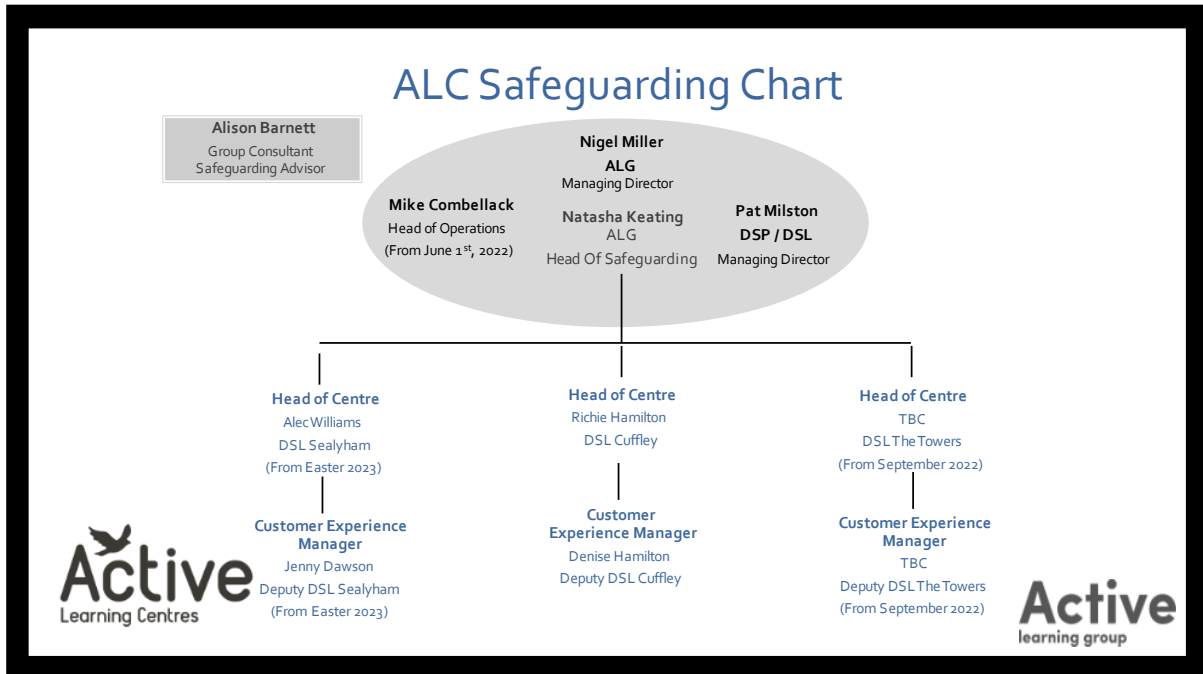 ALC Safeguarding Chart
Alison Barnett
Group Consultant
Safeguarding Advisor
Nigel Miller
ALG
Managing Director
Mike Combellack
Head of Operations
(From June 1st, 2022)
Natasha Keating
ALG
Head Of Safeguarding
Pat Milston
DSP / DSL
Managing Director
Head of Centre
Alec Williams
DSL Sealyham
(From Easter 2023)
Head of Centre
Richie Hamilton
DSL Cuffley
Head of Centre
TBC
DSL The Towers
(From September 2022)
Customer Experience
Manager
Jenny Dawson
Deputy DSL Sealyham
(From Easter 2023)
Customer
Experience Manager
Denise Hamilton
Deputy DSL Cuffley
Customer Experience
Manager
TBC
Deputy DSL The Towers
(From September 2022)
Active
Learning Centres
Active
learning group